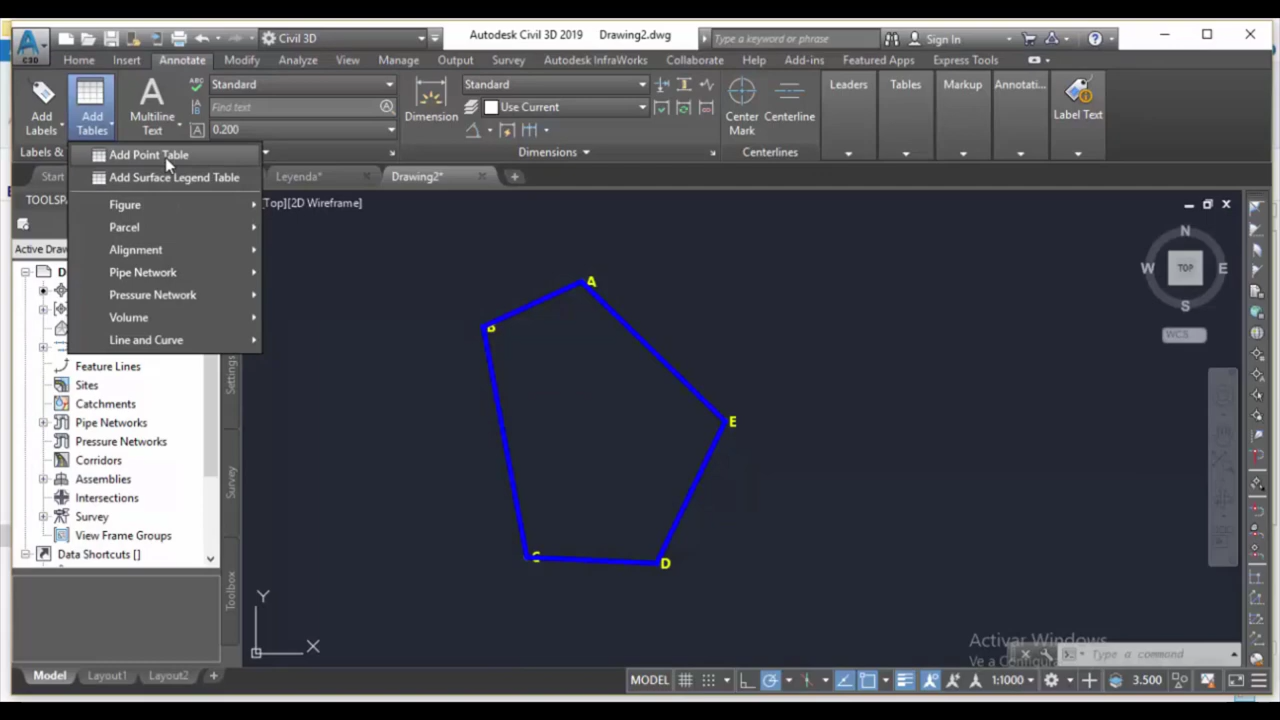 Civil 3D
Autodesk Civil 3D 2019 Drawing2.dwg
Type a keyword or phrase
Sign In
C3D
Home Insert Annotate Modify Analyze View Manage Output Survey Autodesk InfraWorks Collaborate Help Add-ins Featured Apps Express Tools
Add Labels
Add Tables
Multiline Text
ABC
Standard
Find text
0.200
Dimension
Standard
Use Current
Center Mark
Centerline
Leaders
Tables
Markup
Annotati...
Label Text
Labels &
Dimensions
Centerlines
Add Point Table
Add Surface Legend Table
Figure
Parcel
Alignment
Pipe Network
Pressure Network
Volume
Line and Curve
Start
Leyenda*
Drawing2*
TOOLSP
[Top][2D Wireframe]
Active Draw
D
Feature Lines
Sites
Catchments
Pipe Networks
Pressure Networks
Corridors
Assemblies
Intersections
Survey
View Frame Groups
Data Shortcuts []
Settings
Survey
Toolbox
A
B
C
D
E
N
W
TOP
E
S
WCS
Y
X
Activar Windows
Type a command
Model
Layout1
Layout2
MODEL
1:1000
3.500